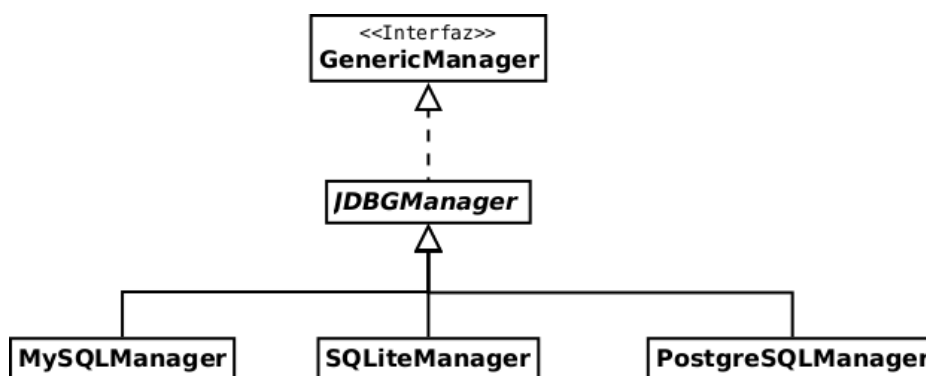 <<Interfaz>>
GenericManager
JDBGManager
MySQLManager
SQLiteManager
PostgreSQLManager